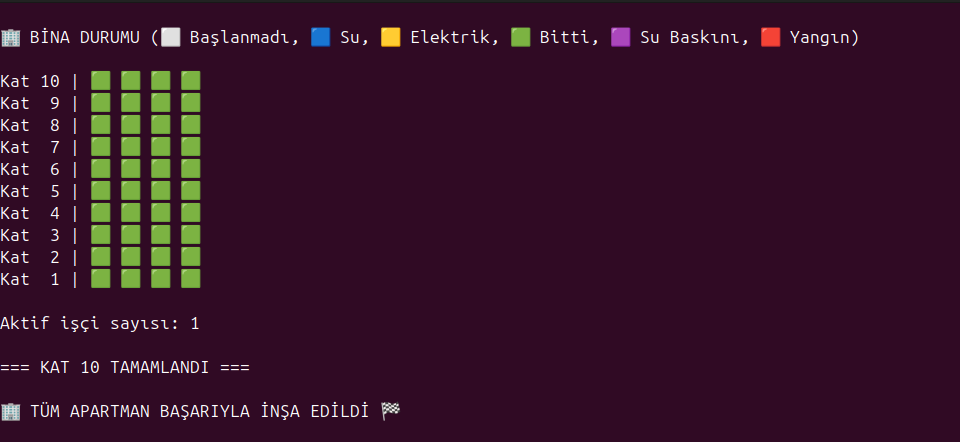 🏢 BİNA DURUMU (⬜ Başlanmadı, 🟦 Su, 🟨 Elektrik, 🟩 Bitti, 🟪 Su Baskını, 🟥 Yangın)
Kat 10 | 🟩 🟩 🟩 🟩
Kat  9 | 🟩 🟩 🟩 🟩
Kat  8 | 🟩 🟩 🟩 🟩
Kat  7 | 🟩 🟩 🟩 🟩
Kat  6 | 🟩 🟩 🟩 🟩
Kat  5 | 🟩 🟩 🟩 🟩
Kat  4 | 🟩 🟩 🟩 🟩
Kat  3 | 🟩 🟩 🟩 🟩
Kat  2 | 🟩 🟩 🟩 🟩
Kat  1 | 🟩 🟩 🟩 🟩
Aktif işçi sayısı: 1
=== KAT 10 TAMAMLANDI ===
🏢 TÜM APARTMAN BAŞARIYLA İNŞA EDİLDİ 🏁